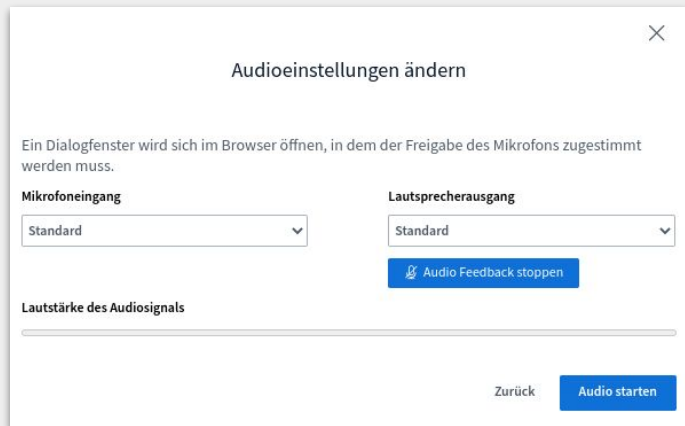 Audioeinstellungen ändern
Ein Dialogfenster wird sich im Browser öffnen, in dem der Freigabe des Mikrofons zugestimmt
werden muss.
Mikrofoneingang
Lautsprecherausgang
Standard
Standard
Audio Feedback stoppen
Lautstärke des Audiosignals
Zurück
Audio starten